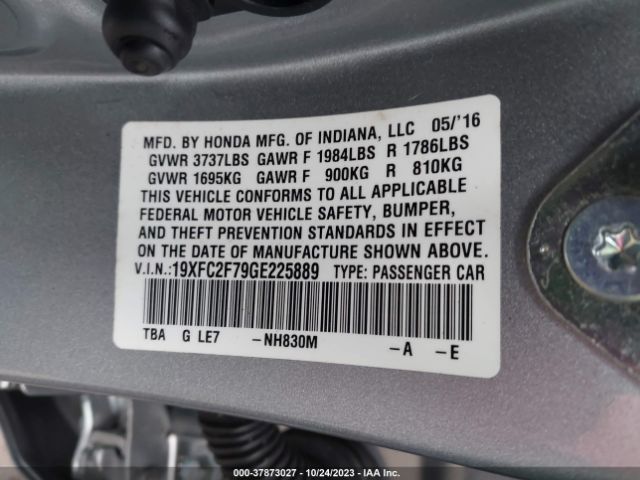 MFD. BY HONDA MFG. OF INDIANA, LLC 05/'16
GVWR 3737LBS GAWR F 1984LBS R 1786LBS
GVWR 1695KG GAWR F 900KG R 810KG
THIS VEHICLE CONFORMS TO ALL APPLICABLE
FEDERAL MOTOR VEHICLE SAFETY, BUMPER,
AND THEFT PREVENTION STANDARDS IN EFFECT
ON THE DATE OF MANUFACTURE SHOWN ABOVE.
V.I.N.:19XFC2F79GE225889 TYPE: PASSENGER CAR
TBA G LE7 -NH830M -A -E
000-37873027 - 10/24/2023 - IAA Inc.